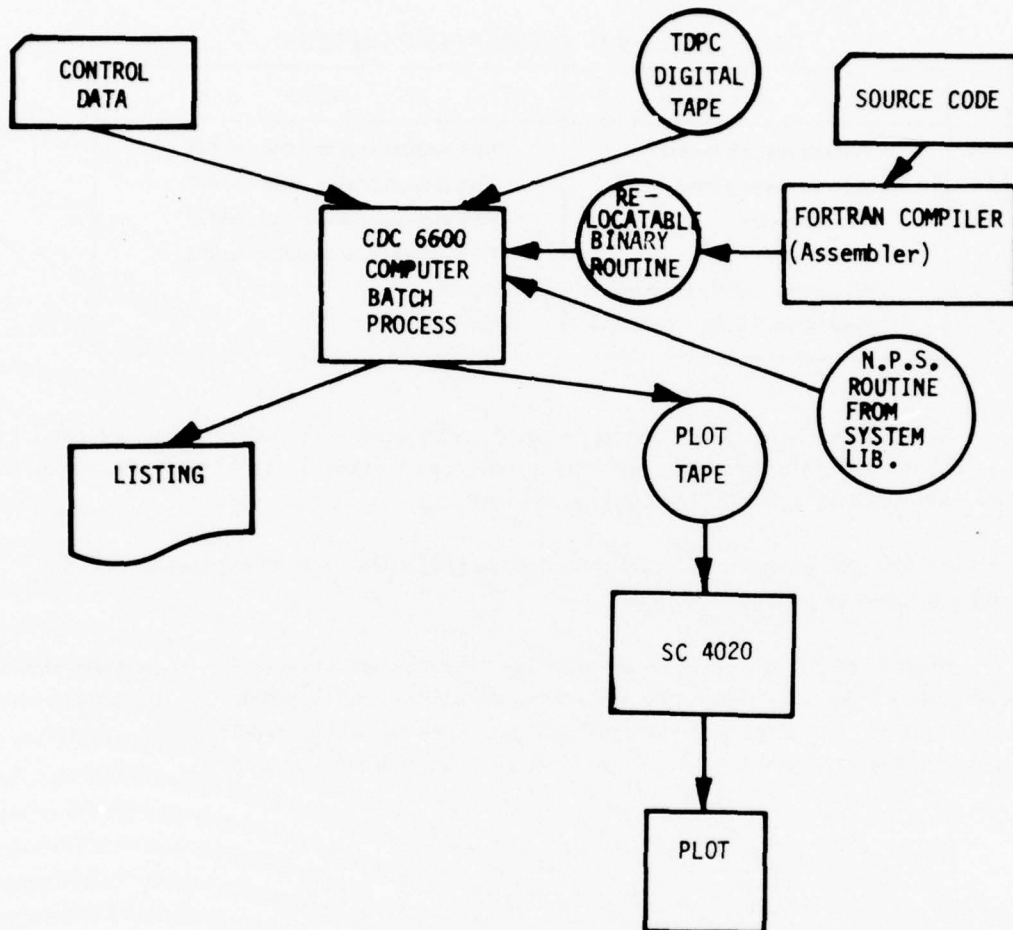 CONTROL
DATA
TDPC
DIGITAL
TAPE
SOURCE CODE
CDC 6600
COMPUTER
BATCH
PROCESS
RE-
LOCATABLE
BINARY
ROUTINE
FORTRAN COMPILER
(Assembler)
N.P.S.
ROUTINE
FROM
SYSTEM
LIB.
LISTING
PLOT
TAPE
SC 4020
PLOT